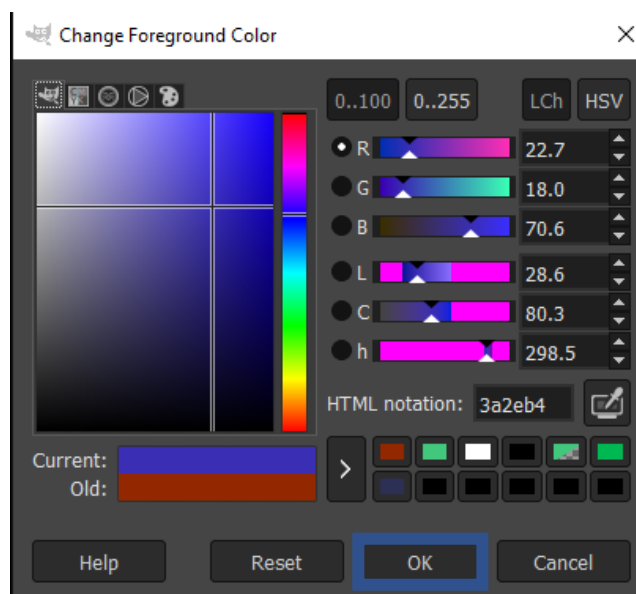 Change Foreground Color
0..100 0..255 LCh HSV
R 22.7
G 18.0
B 70.6
L 28.6
C 80.3
h 298.5
HTML notation: 3a2eb4
Current:
Old:
Help Reset OK Cancel